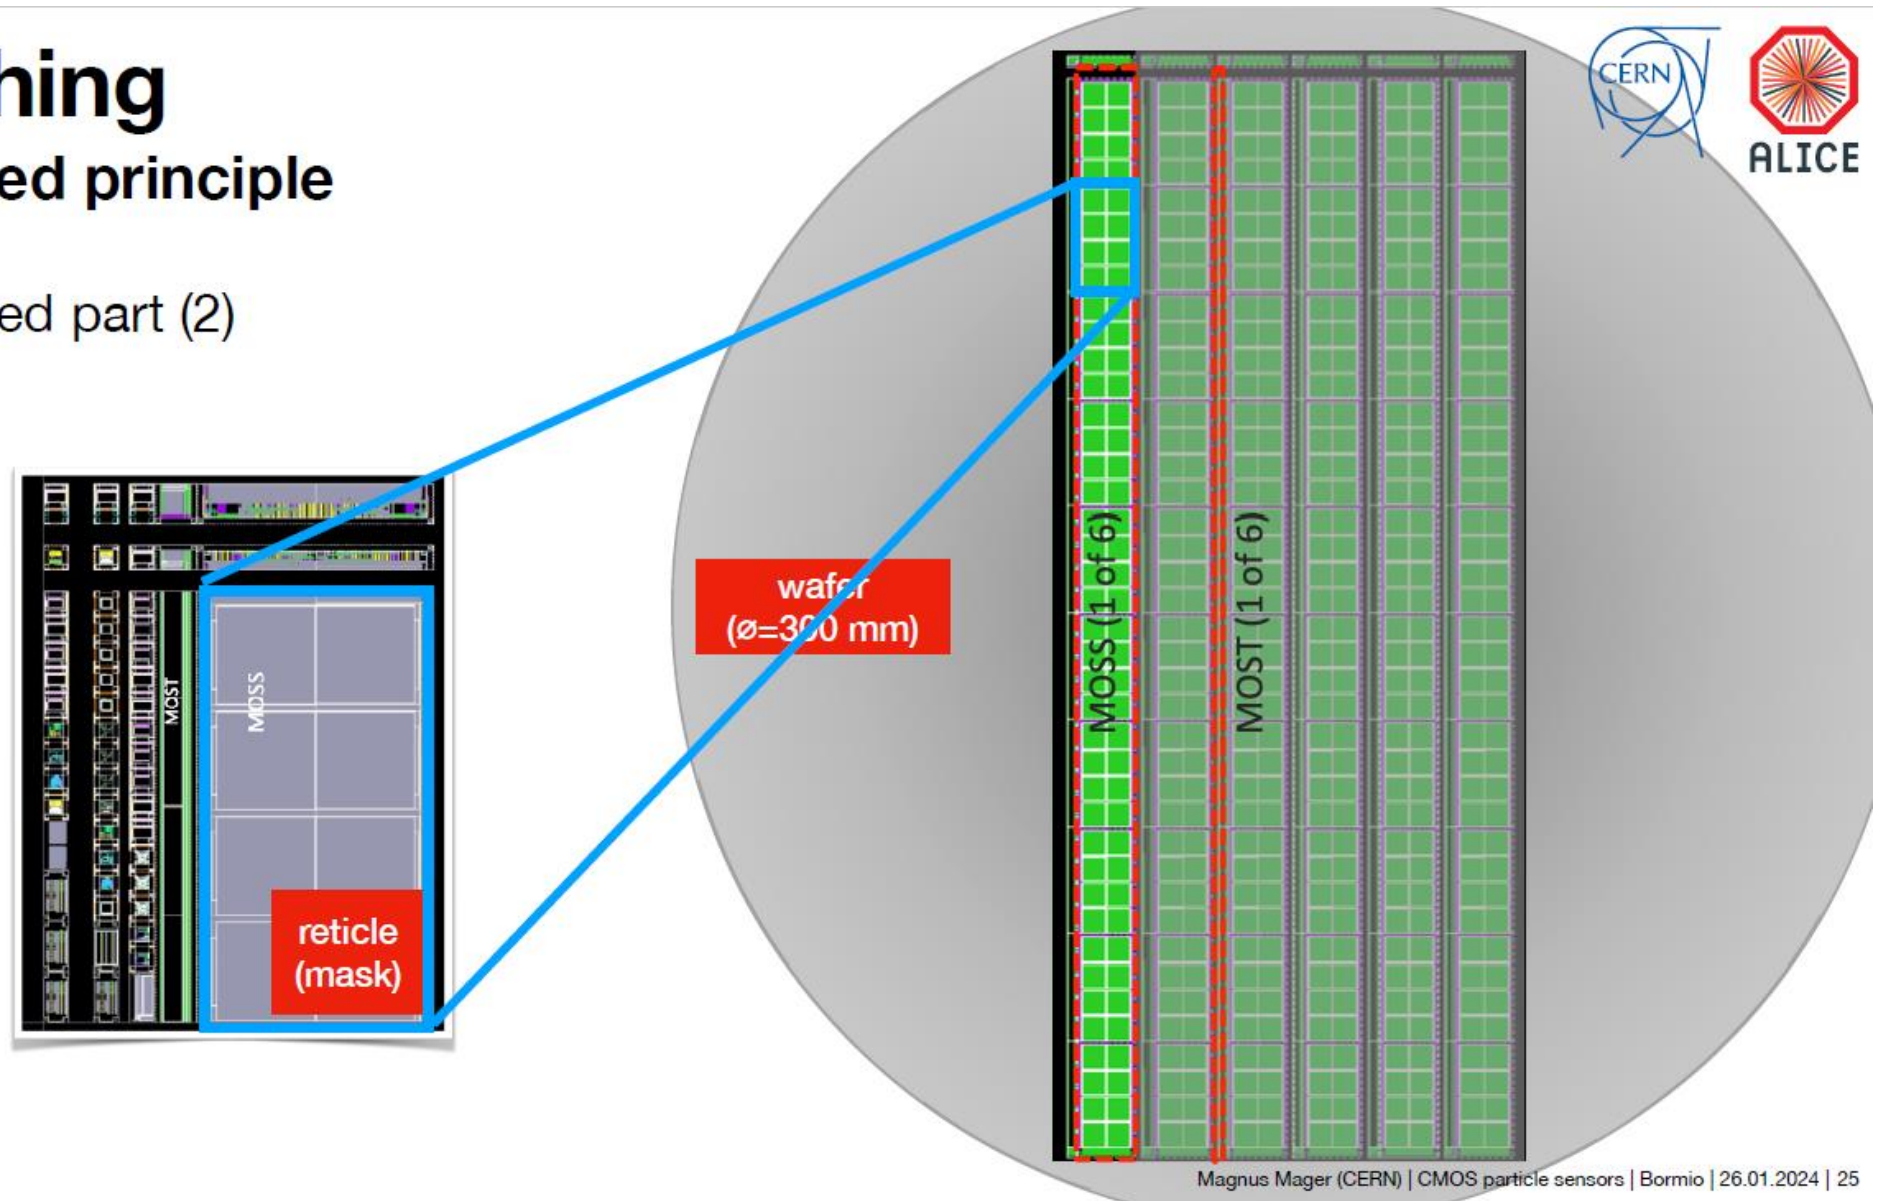 hing
ed principle
ed part (2)
CERN
ALICE
MOST
MOSS
reticle
(mask)
wafer
(ø=300 mm)
MOSS (1 of 6)
MOST (1 of 6)
Magnus Mager (CERN) | CMOS particle sensors | Bormio | 26.01.2024 | 25